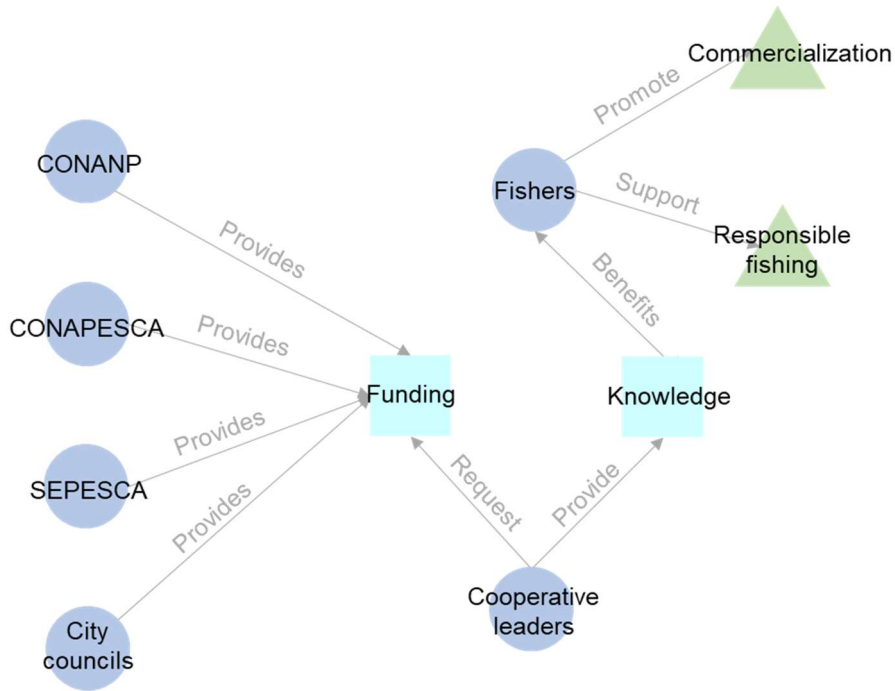 Commercialization
Promote
CONANP
Fishers
Support
Provides
Responsible
fishing
Benefits
CONAPESCA
Provides
Funding
Knowledge
Provides
SEPESCA
Request
Provide
Provides
Cooperative
leaders
City
councils